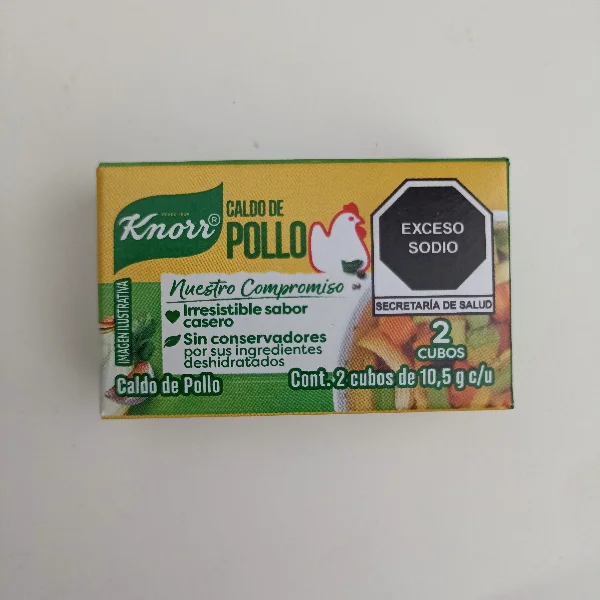 Knorr®
CALDO DE
POLLO
EXCESO
SODIO
SECRETARÍA DE SALUD
Nuestro Compromiso
Irresistible sabor
casero
Sin conservadores
por sus ingredientes
deshidratados
2
CUBOS
IMAGEN ILUSTRATIVA
Caldo de Pollo
Cont. 2 cubos de 10,5 g c/u